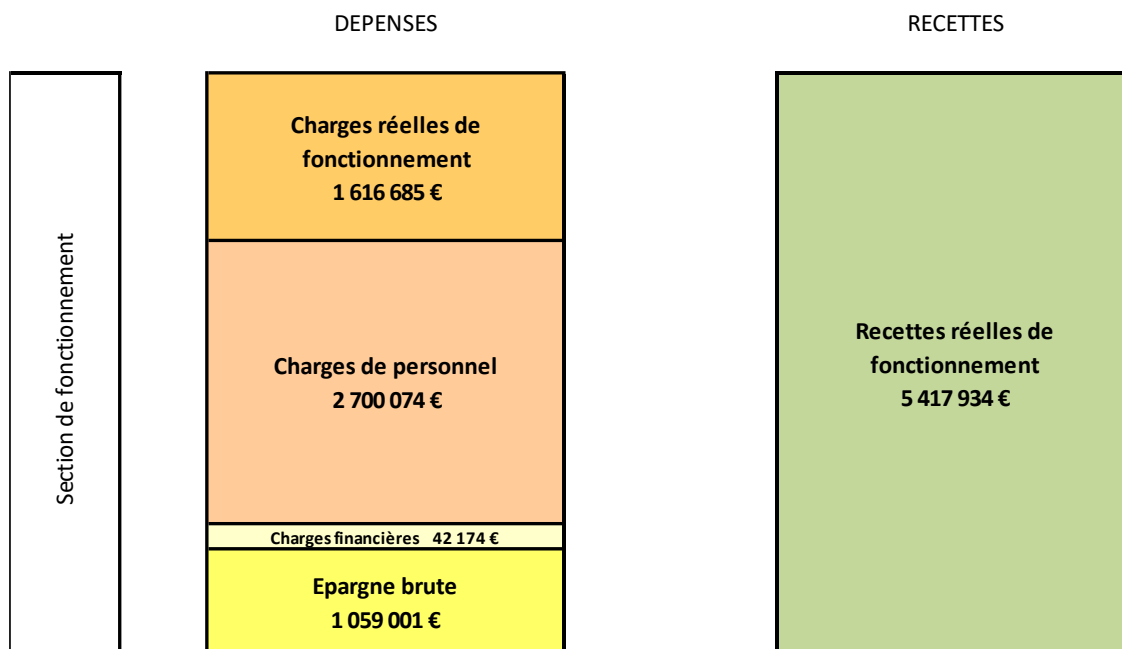 DEPENSES
RECETTES
Section de fonctionnement
Charges réelles de
fonctionnement
1 616 685 €
Charges de personnel
2 700 074 €
Charges financières 42 174 €
Epargne brute
1 059 001 €
Recettes réelles de
fonctionnement
5 417 934 €